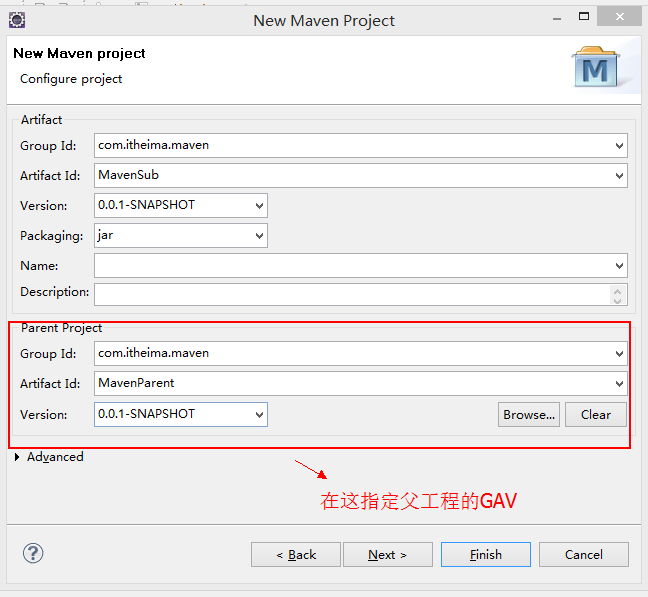 New Maven Project
New Maven project
Configure project
M
Artifact
Group Id: com.itheima.maven
Artifact Id: MavenSub
Version: 0.0.1-SNAPSHOT
Packaging: jar
Name:
Description:
Parent Project
Group Id: com.itheima.maven
Artifact Id: MavenParent
Version: 0.0.1-SNAPSHOT Browse... Clear
Advanced
在这指定父工程的GAV
? < Back Next > Finish Cancel